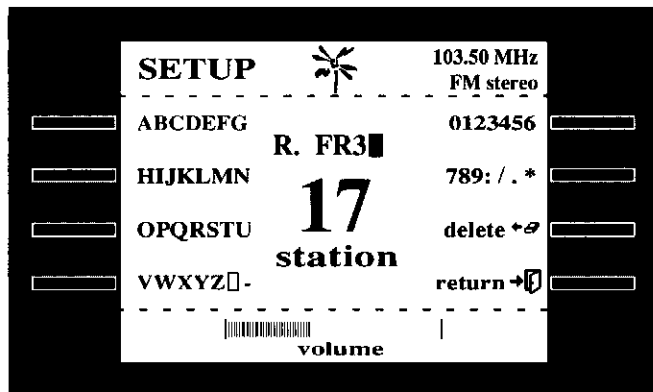 SETUP
103.50 MHz
FM stereo
ABCDEFG
0123456
R. FR3
HIJKLMN
789: / . *
17
OPQRSTU
delete
station
VWXYZ▯-
return
volume